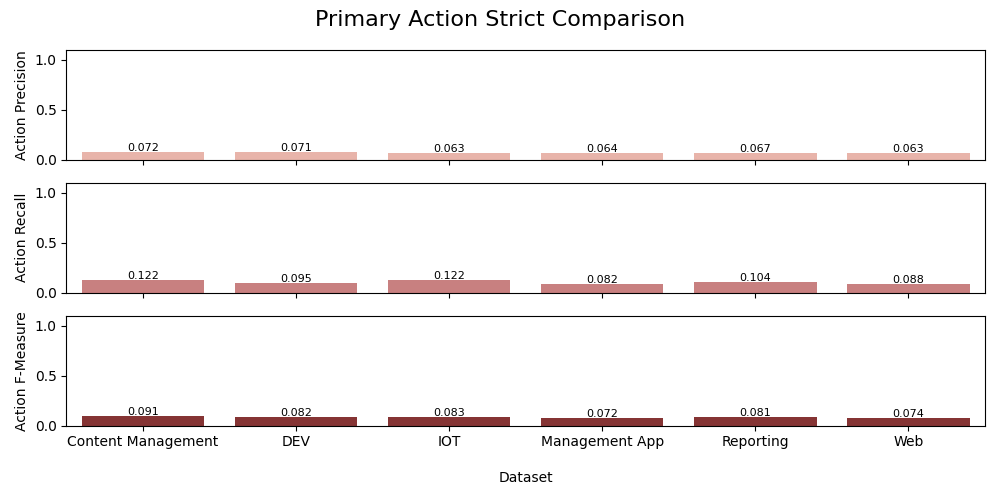 Primary Action Strict Comparison
Action Precision
1.0
0.5
0.0
0.072 0.071 0.063 0.064 0.067 0.063
Action Recall
1.0
0.5
0.0
0.122 0.095 0.122 0.082 0.104 0.088
Action F-Measure
1.0
0.5
0.0
0.091 0.082 0.083 0.072 0.081 0.074
Content Management DEV IOT Management App Reporting Web
Dataset